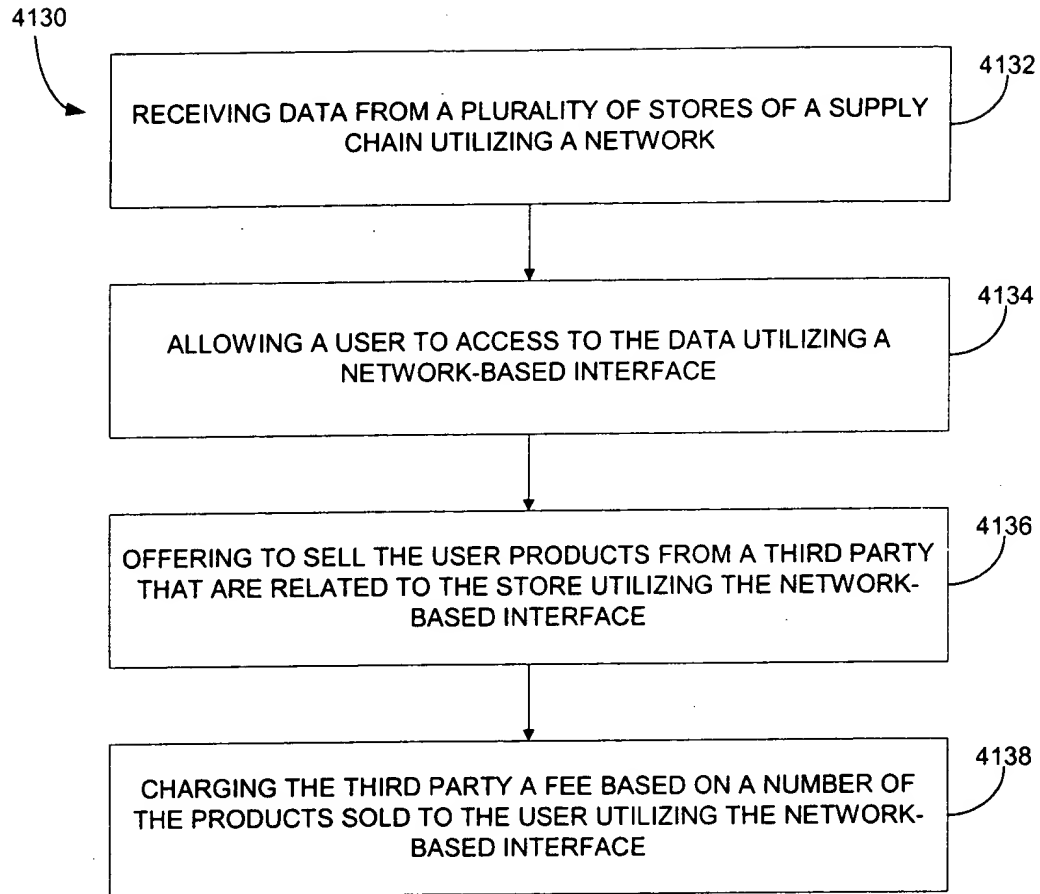 4130
4132
RECEIVING DATA FROM A PLURALITY OF STORES OF A SUPPLY
CHAIN UTILIZING A NETWORK
4134
ALLOWING A USER TO ACCESS TO THE DATA UTILIZING A
NETWORK-BASED INTERFACE
4136
OFFERING TO SELL THE USER PRODUCTS FROM A THIRD PARTY
THAT ARE RELATED TO THE STORE UTILIZING THE NETWORK-
BASED INTERFACE
4138
CHARGING THE THIRD PARTY A FEE BASED ON A NUMBER OF
THE PRODUCTS SOLD TO THE USER UTILIZING THE NETWORK-
BASED INTERFACE